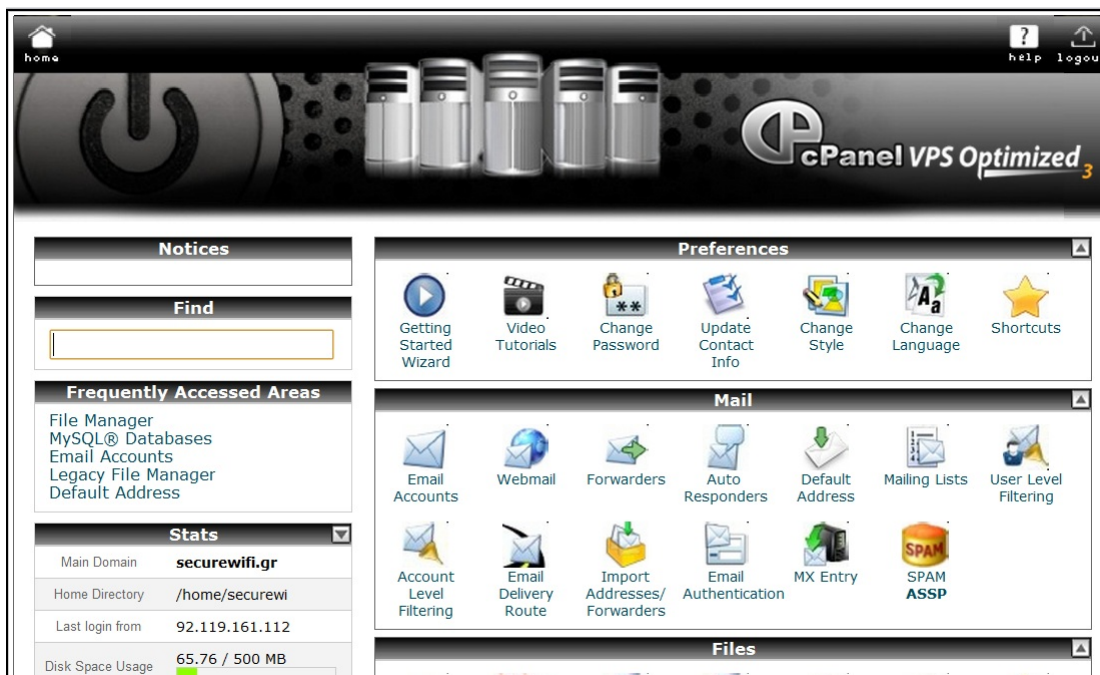 home
help
cPanel VPS Optimized 3
Notices
Find
Frequently Accessed Areas
File Manager
MySQL® Databases
Email Accounts
Legacy File Manager
Default Address
Stats
Main Domain securewifi.gr
Home Directory /home/securewi
Last login from 92.119.161.112
Disk Space Usage 65.76 / 500 MB
Preferences
Getting
Started
Wizard
Video
Tutorials
Change
Password
Update
Contact
Info
Change
Style
Change
Language
Shortcuts
Mail
Email
Accounts
Webmail
Forwarders
Auto
Responders
Default
Address
Mailing Lists
User Level
Filtering
Account
Level
Filtering
Email
Delivery
Route
Import
Addresses/
Forwarders
Email
Authentication
MX Entry
SPAM
SPAM
ASSP
Files